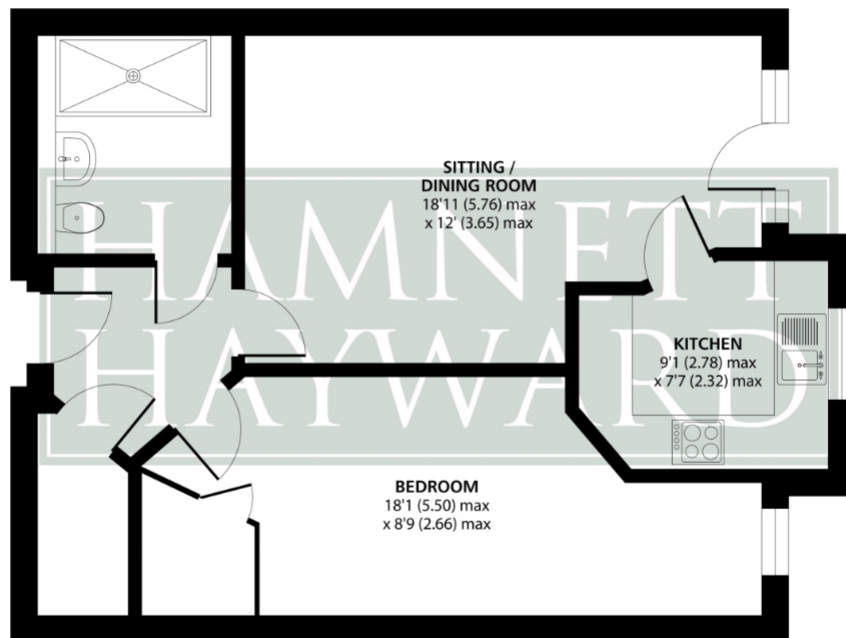 SITTING /
DINING ROOM
18'11 (5.76) max
x 12' (3.65) max
HAMNETT
HAYWARD
KITCHEN
9'1 (2.78) max
x 7'7 (2.32) max
BEDROOM
18'1 (5.50) max
x 8'9 (2.66) max